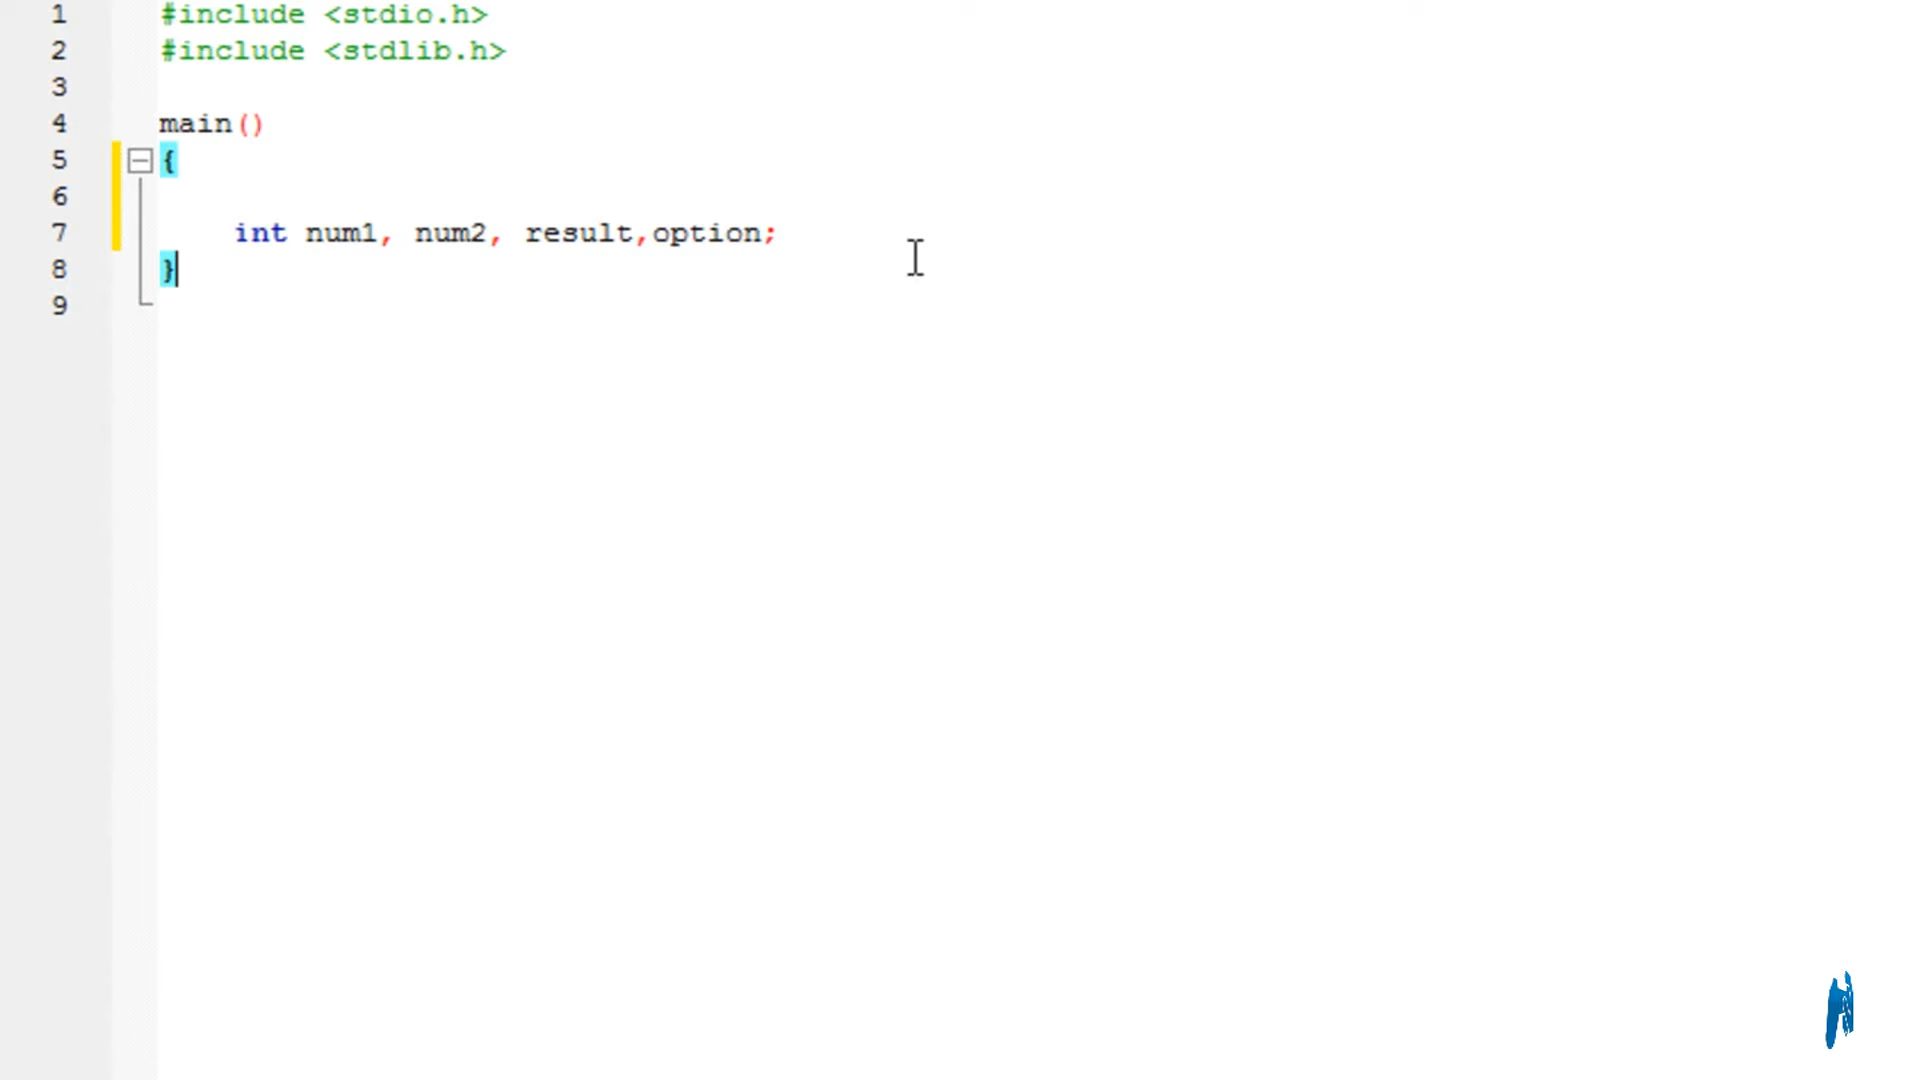 1 #include <stdio.h>
2 #include <stdlib.h>
3
4 main()
5 {
6
7 int num1, num2, result,option;
8 }
9